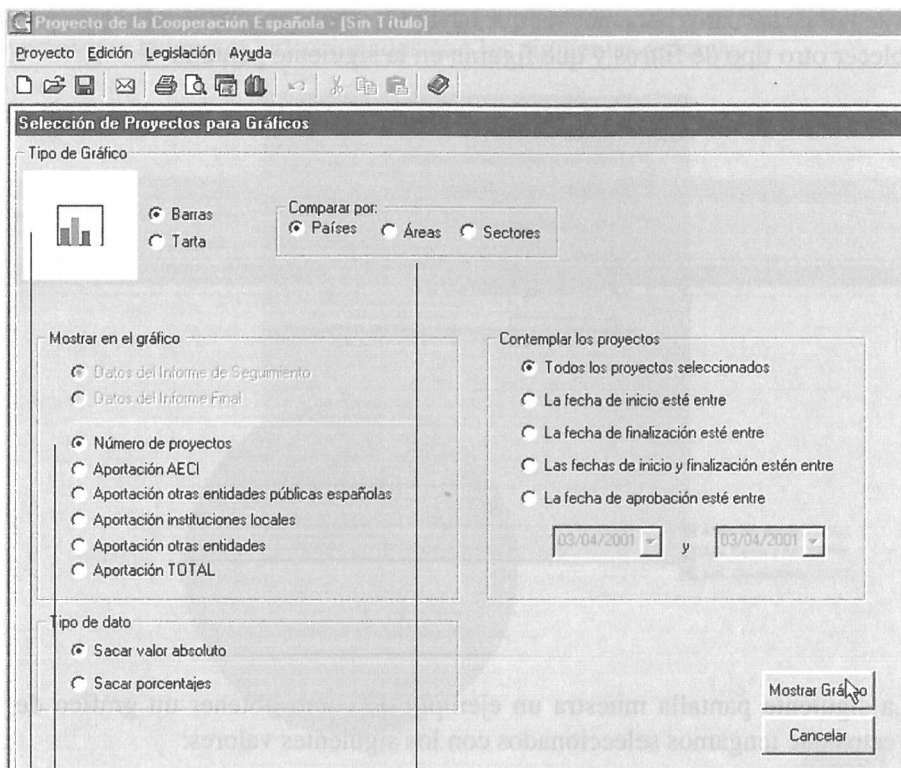 Proyecto de la Cooperación Española - [Sin Título]
Proyecto Edición Legislación Ayuda
Selección de Proyectos para Gráficos
Tipo de Gráfico
Barras
Tarta
Comparar por:
Países Áreas Sectores
Mostrar en el gráfico
Datos del Informe de Seguimiento
Datos del Informe Final
Número de proyectos
Aportación AECI
Aportación otras entidades públicas españolas
Aportación instituciones locales
Aportación otras entidades
Aportación TOTAL
Contemplar los proyectos
Todos los proyectos seleccionados
La fecha de inicio esté entre
La fecha de finalización esté entre
Las fechas de inicio y finalización estén entre
La fecha de aprobación esté entre
03/04/2001 y 03/04/2001
Tipo de dato
Sacar valor absoluto
Sacar porcentajes
Mostrar Gráfico
Cancelar